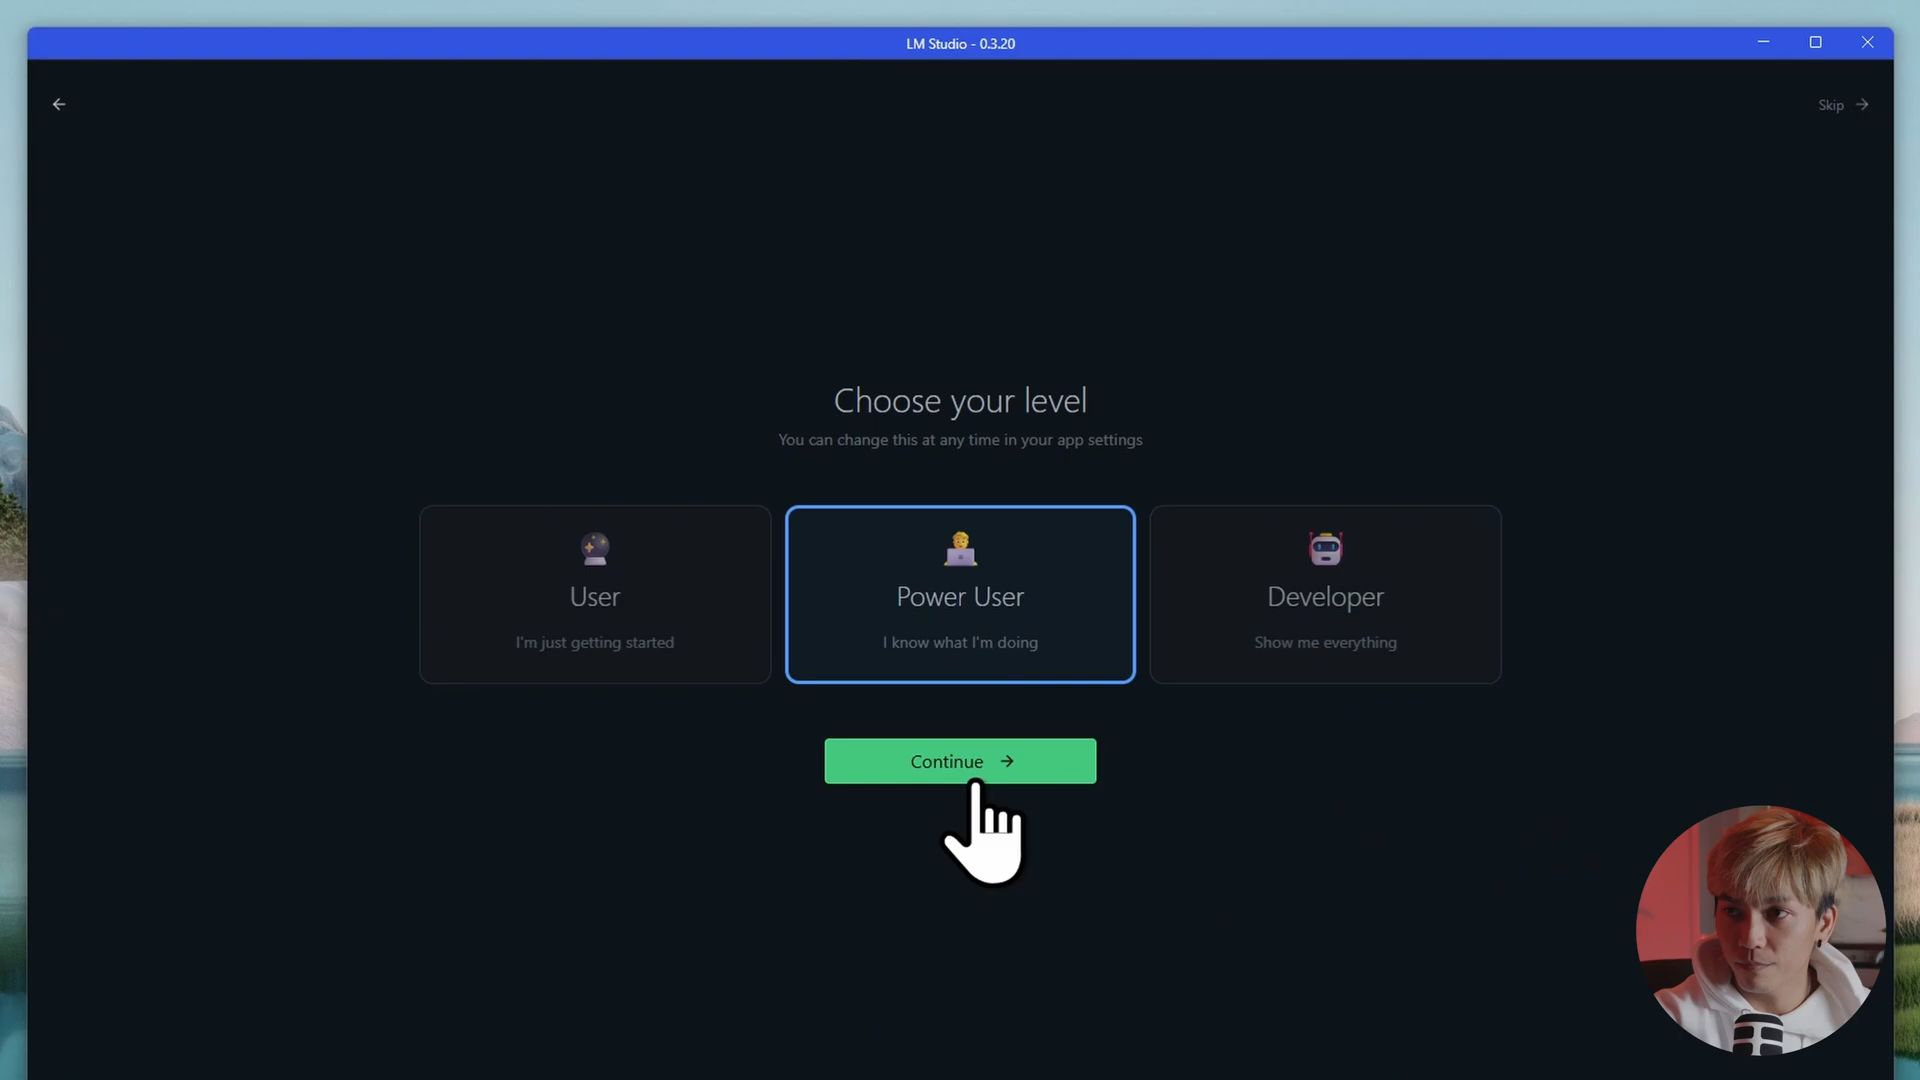 LM Studio - 0.3.20
Skip
Choose your level
You can change this at any time in your app settings
User
I'm just getting started
Power User
I know what I'm doing
Developer
Show me everything
Continue